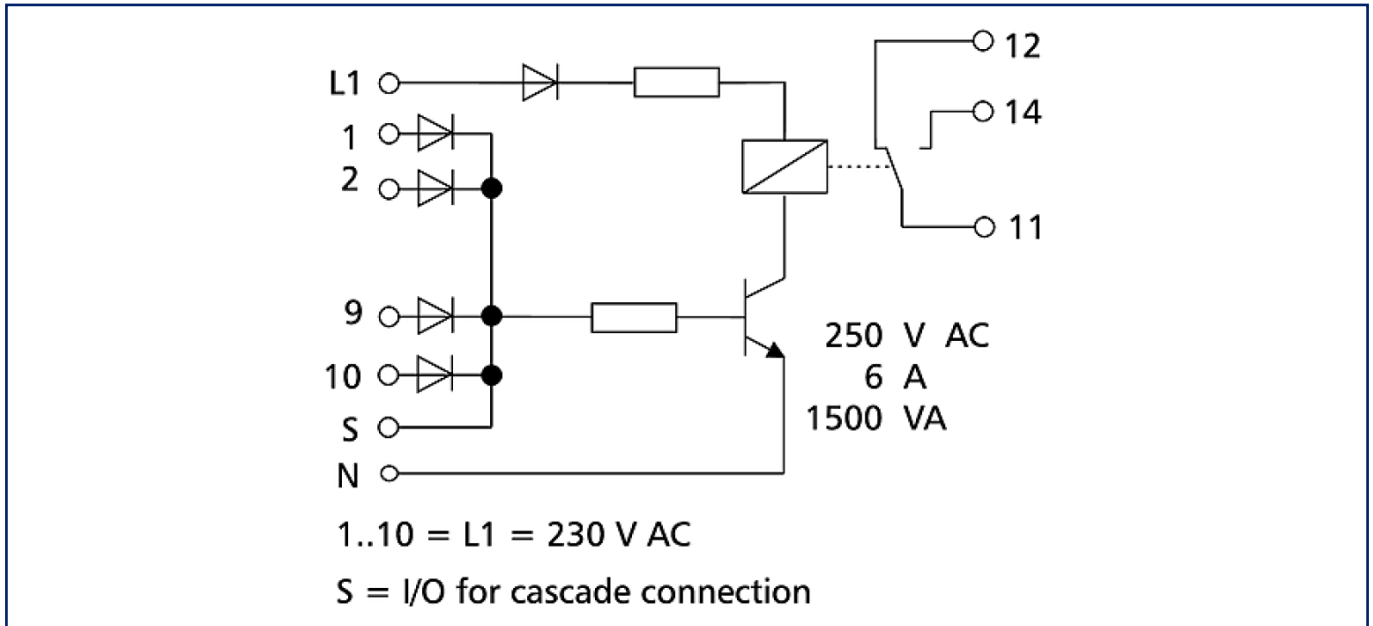 L1
12
14
1
2
11
9
250 V AC
10
6 A
1500 VA
S
N
1..10 = L1 = 230 V AC
S = I/O for cascade connection